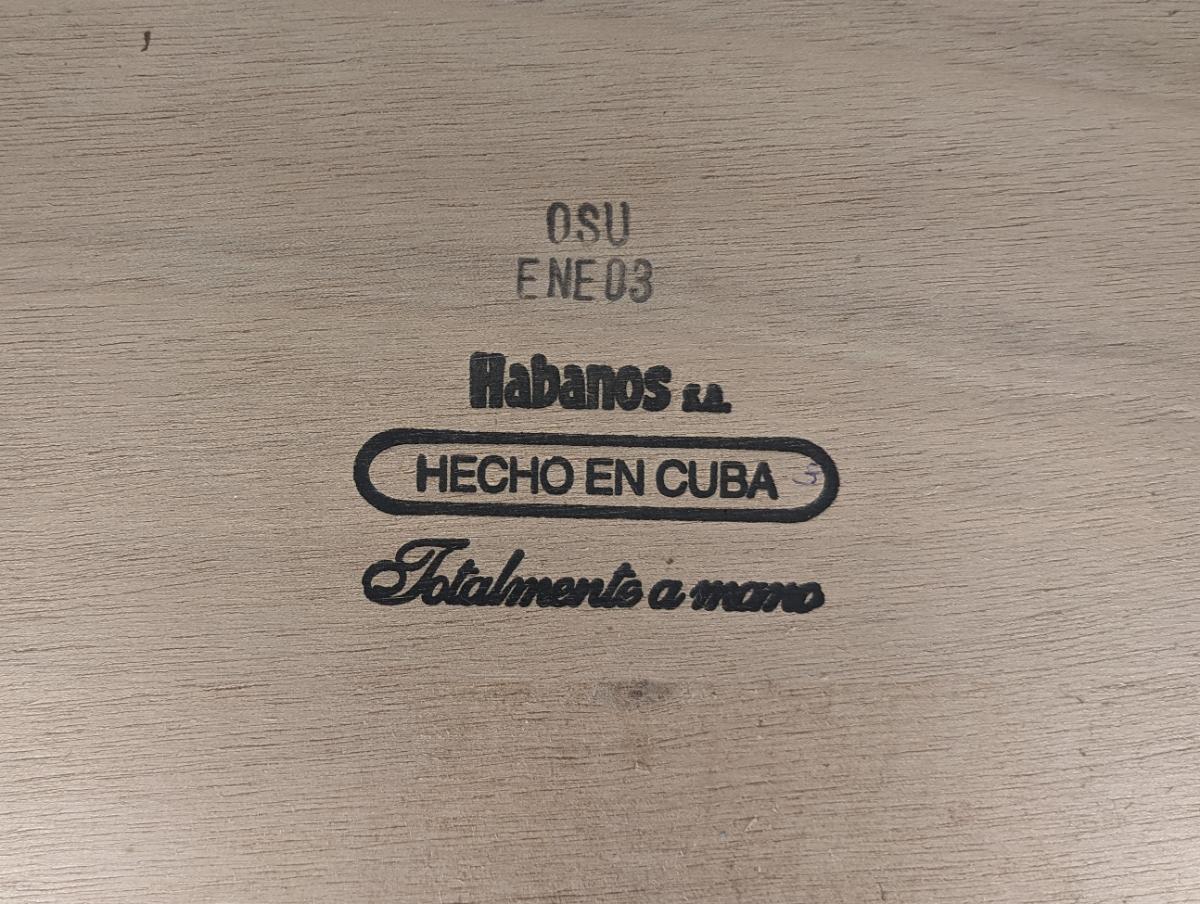 OSU
ENE03
Habanos s.a.
HECHO EN CUBA
Totalmente a mano